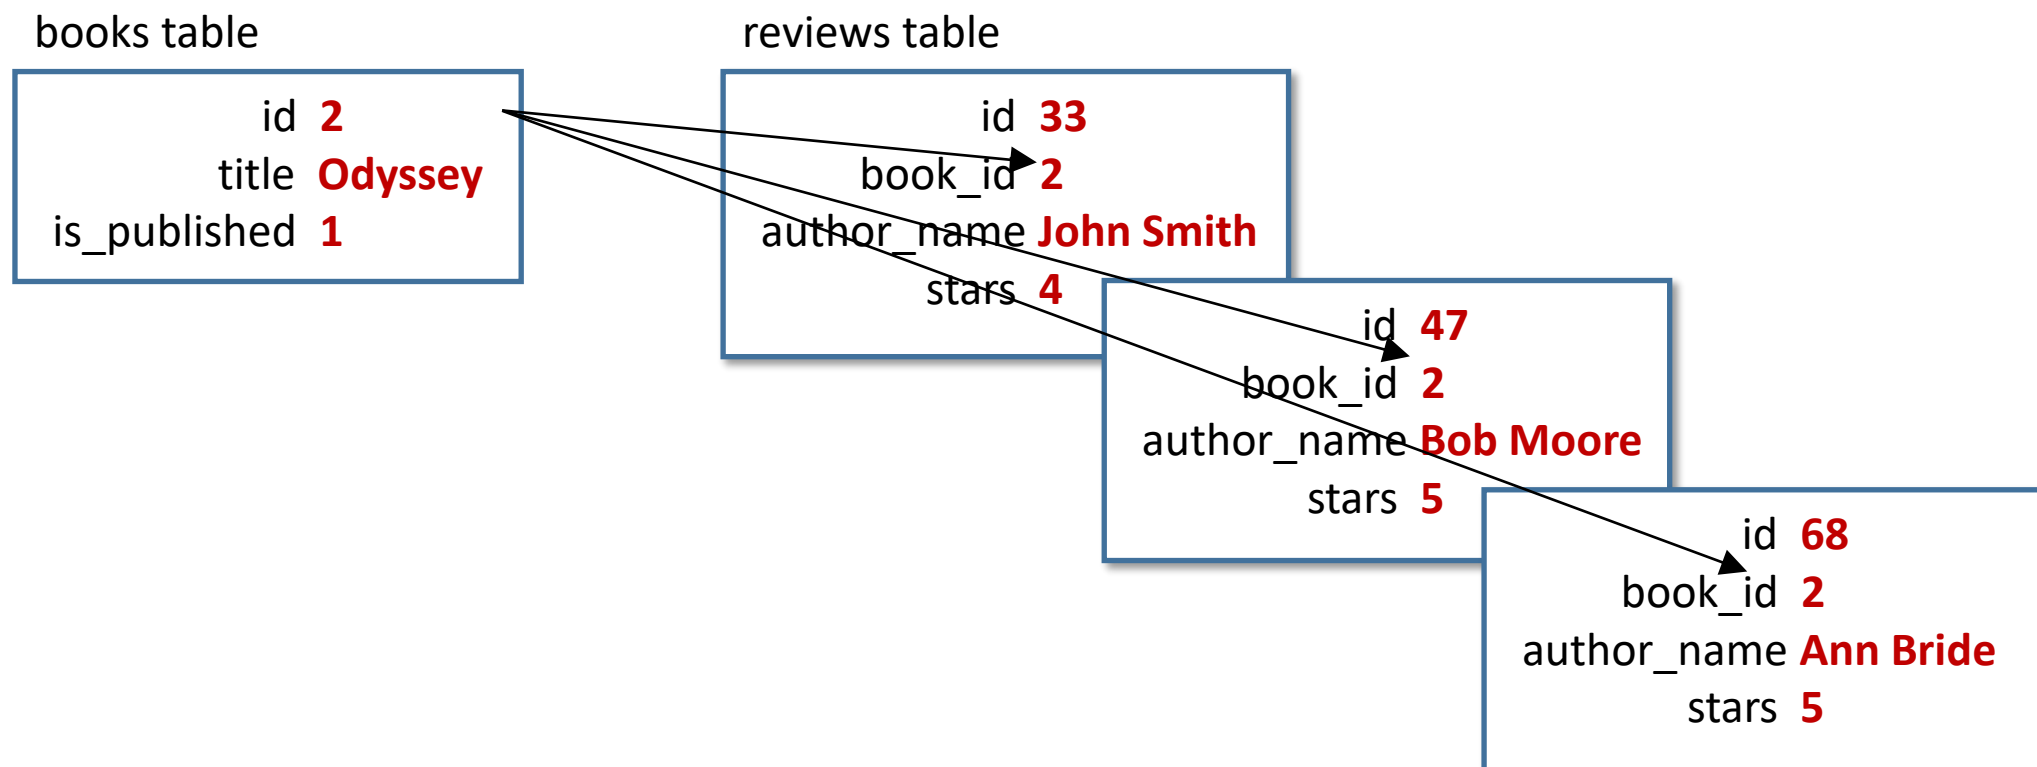 books table
id 2
title Odyssey
is_published 1
reviews table
id 33
book_id 2
author_name John Smith
stars 4
id 47
book_id 2
author_name Bob Moore
stars 5
id 68
book_id 2
author_name Ann Bride
stars 5